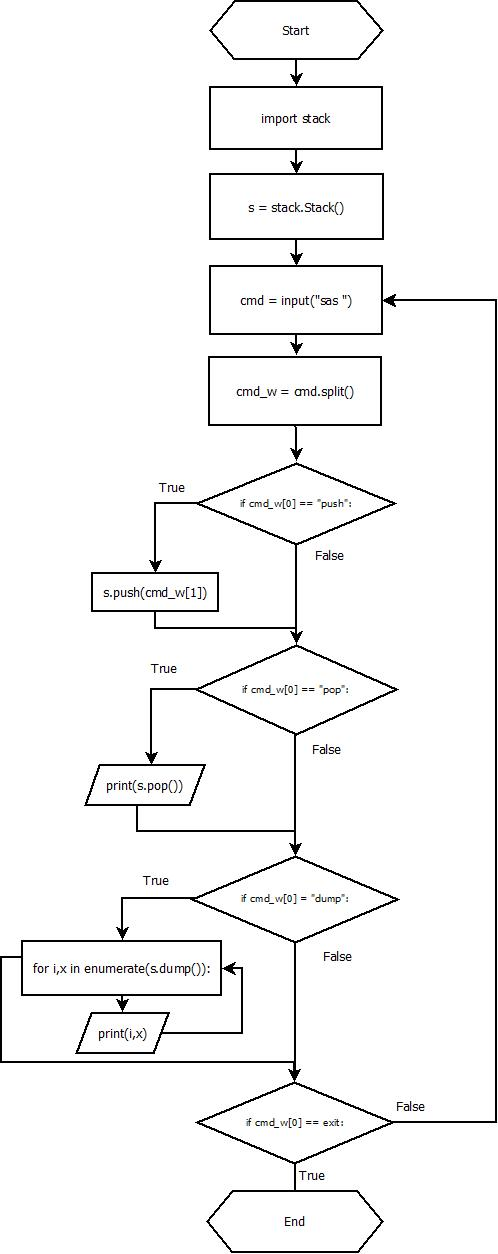 Start
import stack
s = stack.Stack()
cmd = input("sas ")
cmd_w = cmd.split()
if cmd_w[0] == "push":
True
False
s.push(cmd_w[1])
if cmd_w[0] == "pop":
True
False
print(s.pop())
if cmd_w[0] = "dump":
True
False
for i,x in enumerate(s.dump()):
print(i,x)
if cmd_w[0] == exit:
False
True
End